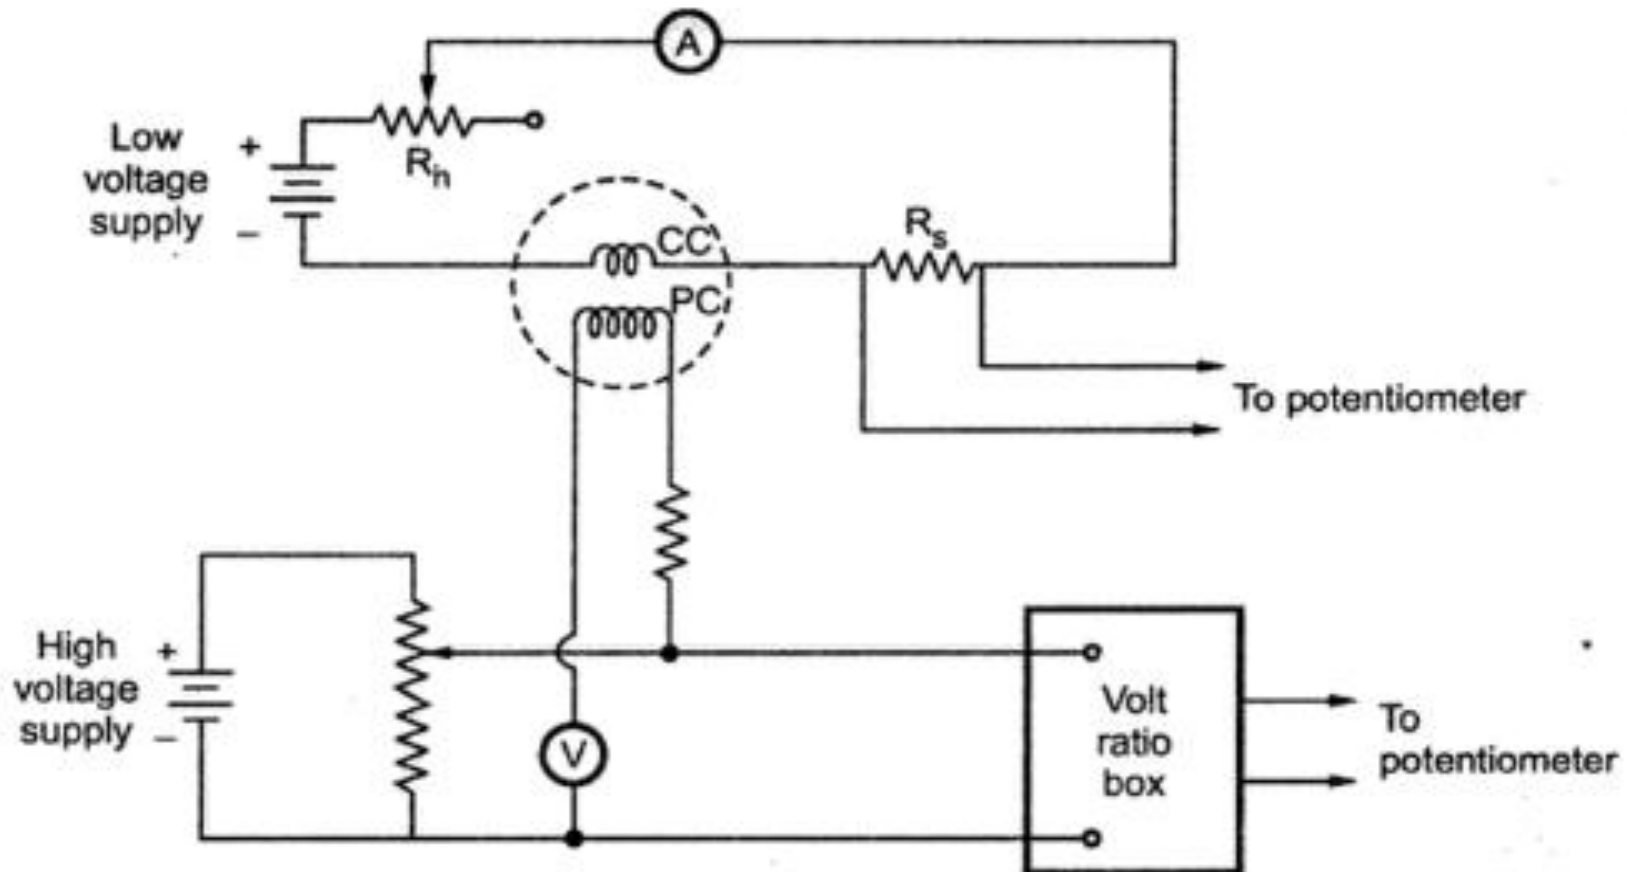 A
Low
voltage
supply
+
–
Rh
CC
PC
Rs
To potentiometer
High
voltage
supply
+
–
V
Volt
ratio
box
To
potentiometer